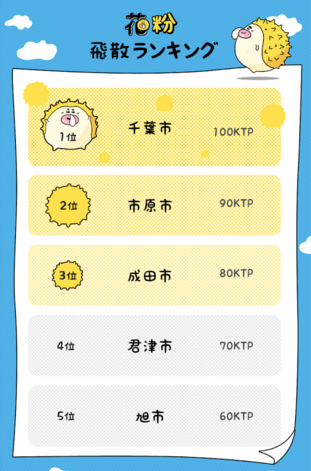 花粉
飛散ランキング
1位 千葉市 100KTP
2位 市原市 90KTP
3位 成田市 80KTP
4位 君津市 70KTP
5位 旭市 60KTP